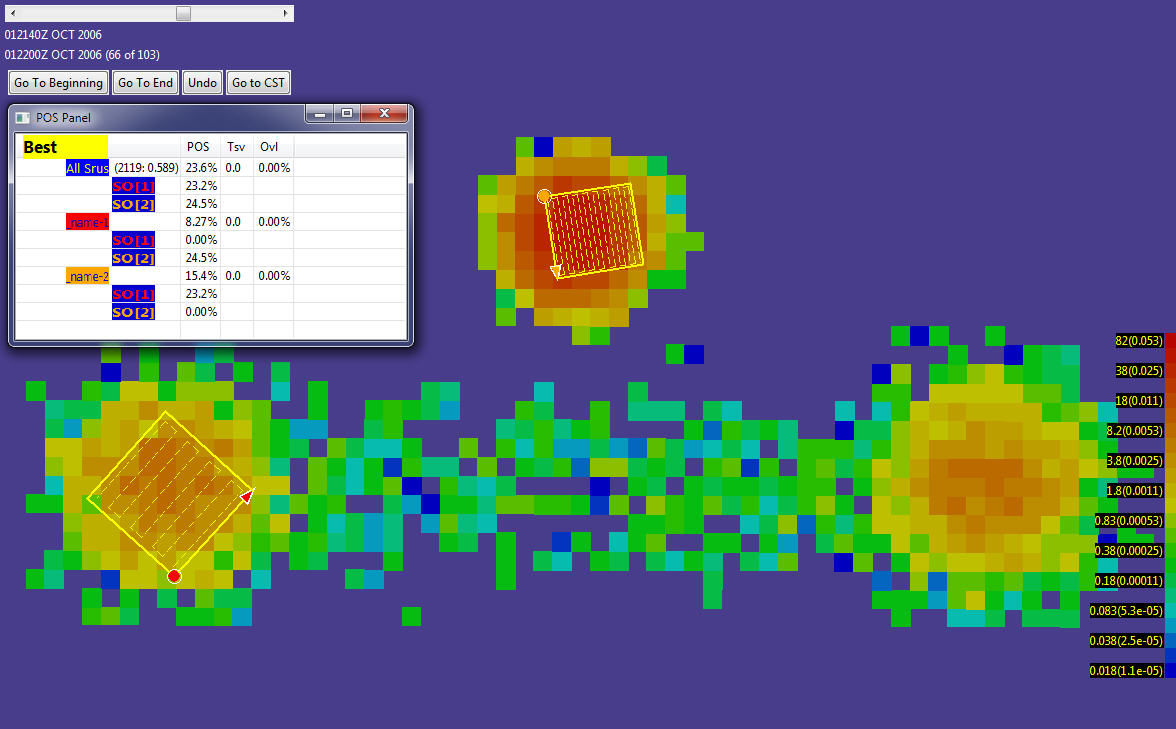 012140Z OCT 2006
012200Z OCT 2006 (66 of 103)
Go To Beginning Go To End Undo Go to CST
POS Panel
Best POS Tsv Ovl
All Srus (2119: 0.589) 23.6% 0.0 0.00%
SO[1] 23.2%
SO[2] 24.5%
_name-1 8.27% 0.0 0.00%
SO[1] 0.00%
SO[2] 24.5%
_name-2 15.4% 0.0 0.00%
SO[1] 23.2%
SO[2] 0.00%
82(0.053)
38(0.025)
18(0.011)
8.2(0.0053)
3.8(0.0025)
1.8(0.0011)
0.83(0.00053)
0.38(0.00025)
0.18(0.00011)
0.083(5.3e-05)
0.038(2.5e-05)
0.018(1.1e-05)